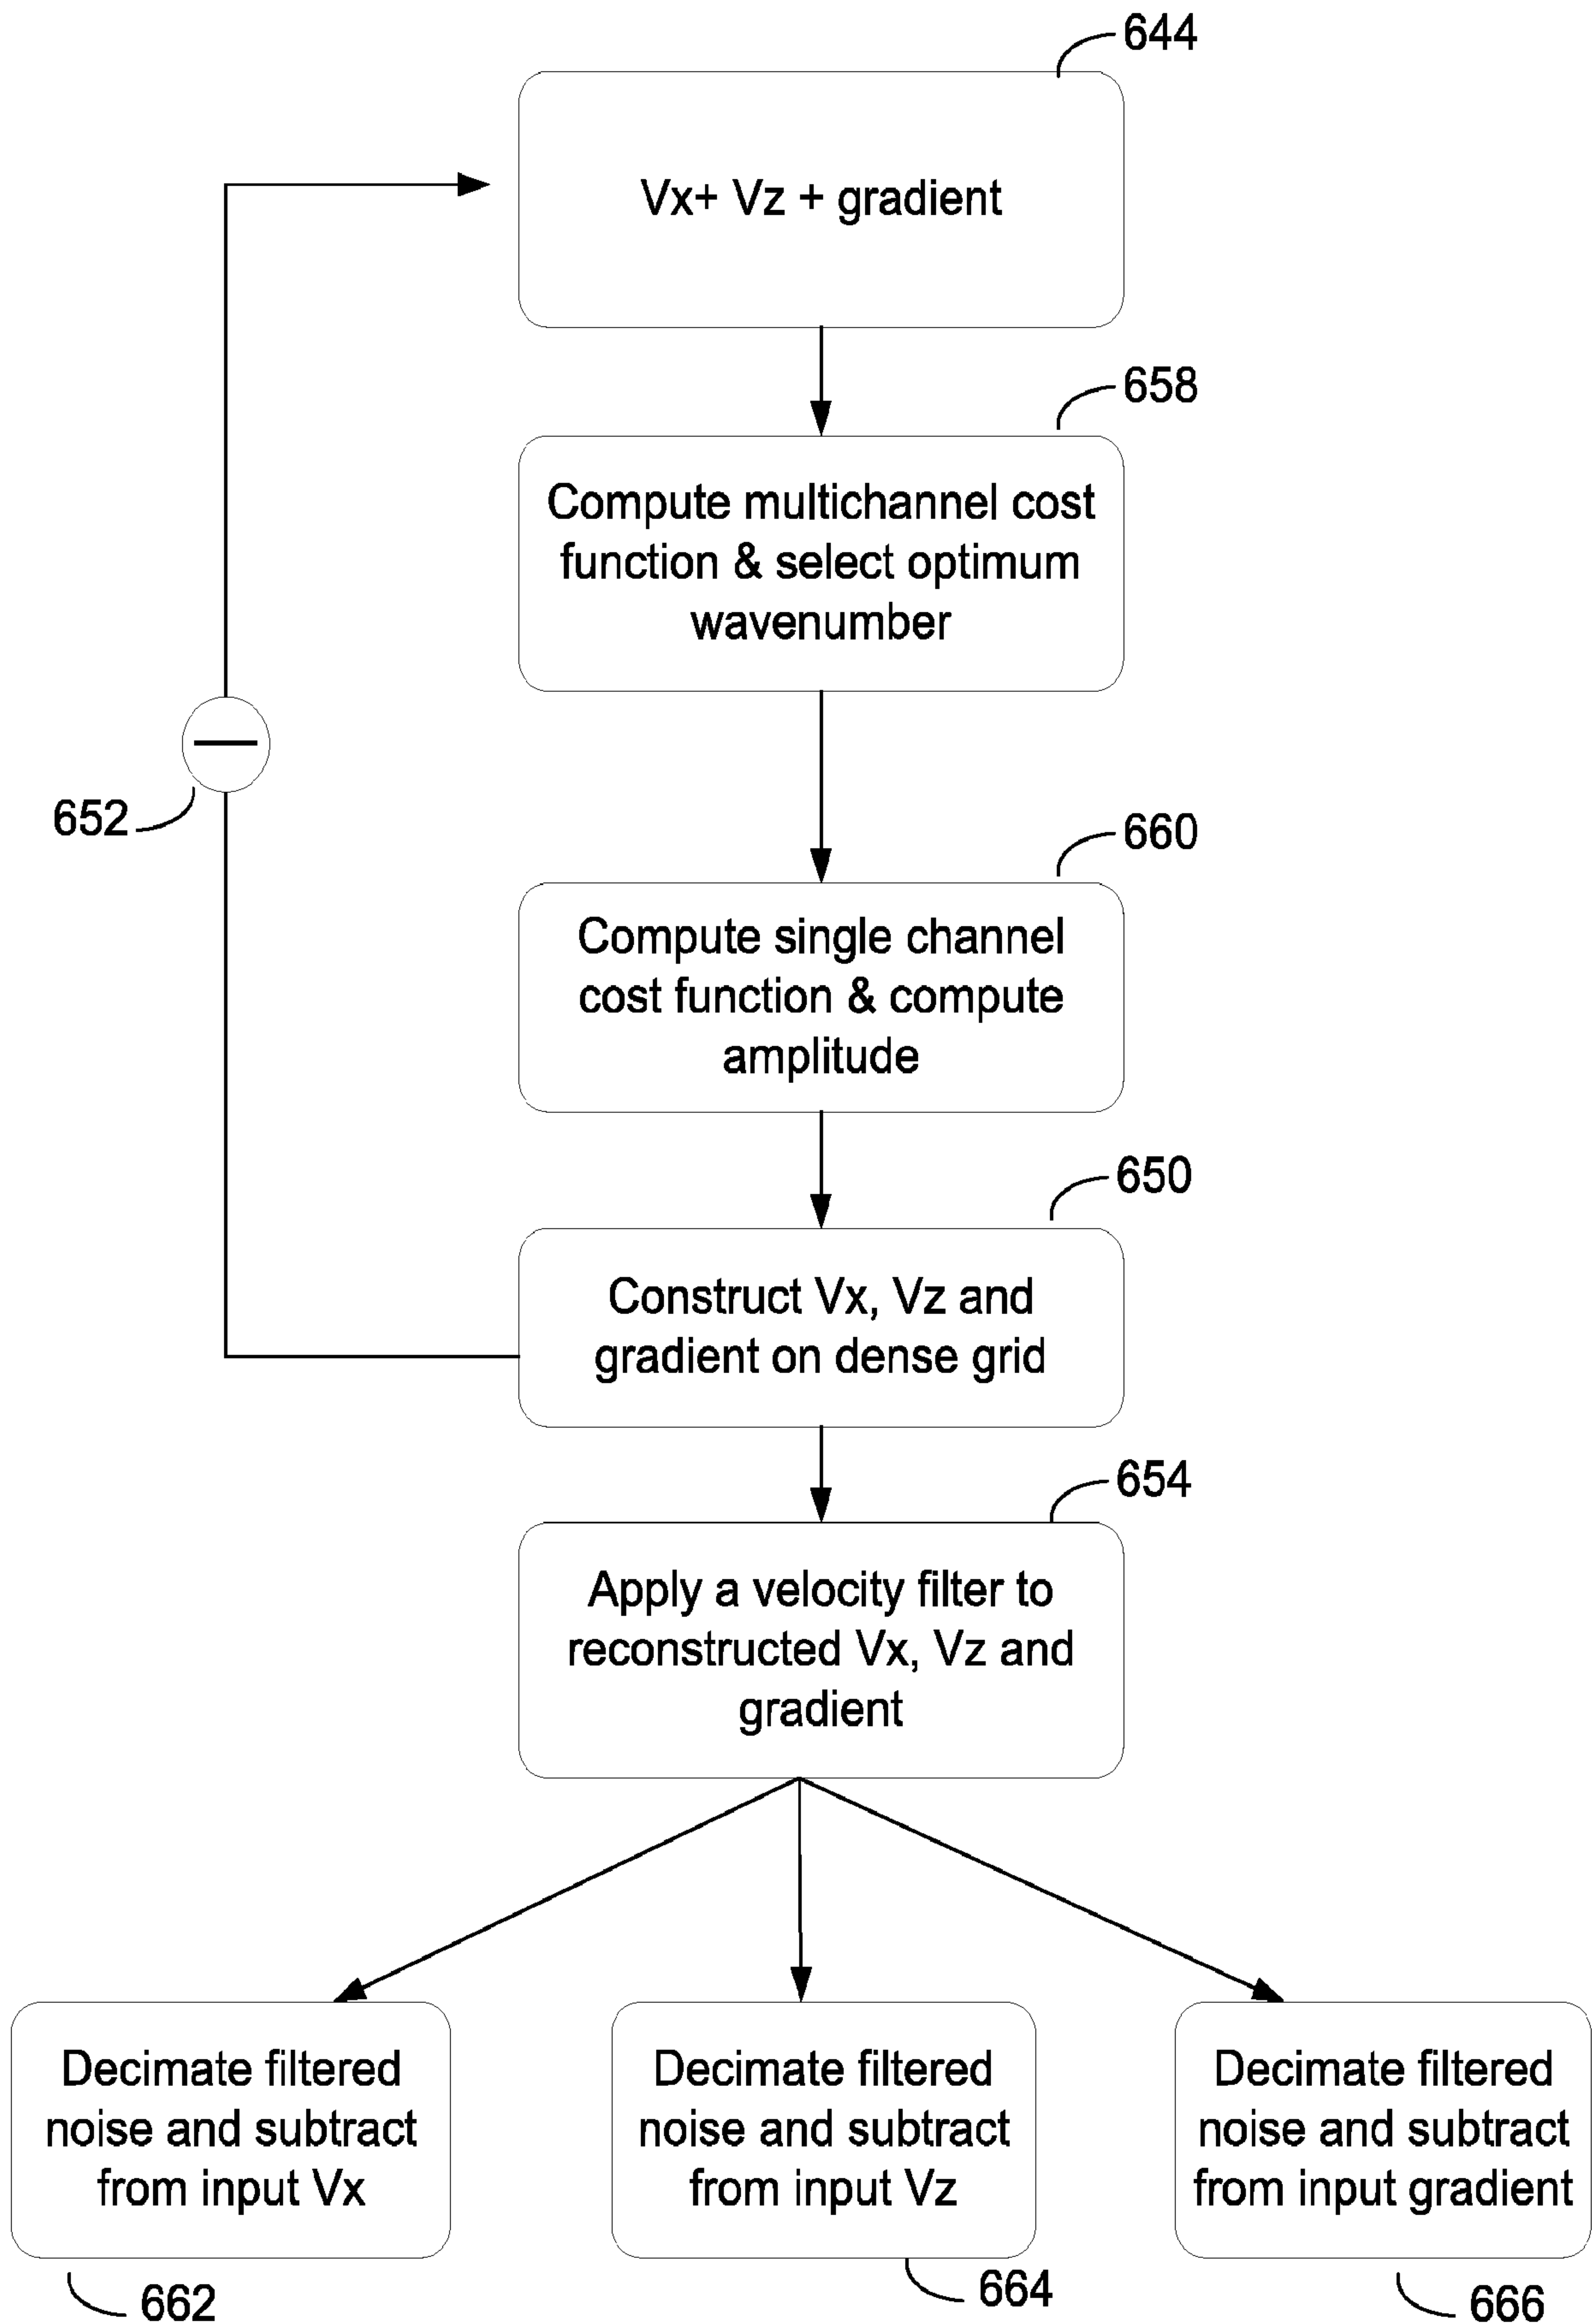 644
Vx+ Vz + gradient
658
Compute multichannel cost
function & select optimum
wavenumber
652
660
Compute single channel
cost function & compute
amplitude
650
Construct Vx, Vz and
gradient on dense grid
654
Apply a velocity filter to
reconstructed Vx, Vz and
gradient
Decimate filtered
noise and subtract
from input Vx
662
Decimate filtered
noise and subtract
from input Vz
664
Decimate filtered
noise and subtract
from input gradient
666